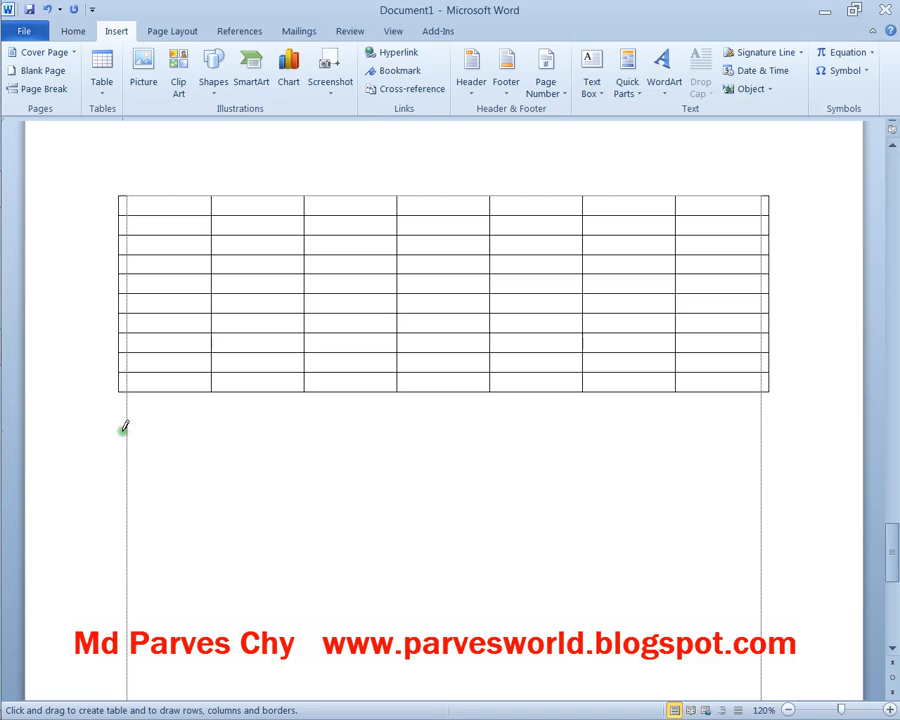 Document1 - Microsoft Word
File Home Insert Page Layout References Mailings Review View Add-Ins
Cover Page
Blank Page
Page Break
Pages
Table
Tables
Picture
Clip Art
Shapes
SmartArt
Chart
Screenshot
Illustrations
Hyperlink
Bookmark
Cross-reference
Links
Header
Footer
Page Number
Header & Footer
Text Box
Quick Parts
WordArt
Drop Cap
Signature Line
Date & Time
Object
Text
Equation
Symbol
Symbols
Md Parves Chy www.parvesworld.blogspot.com
Click and drag to create table and to draw rows, columns and borders.
120%